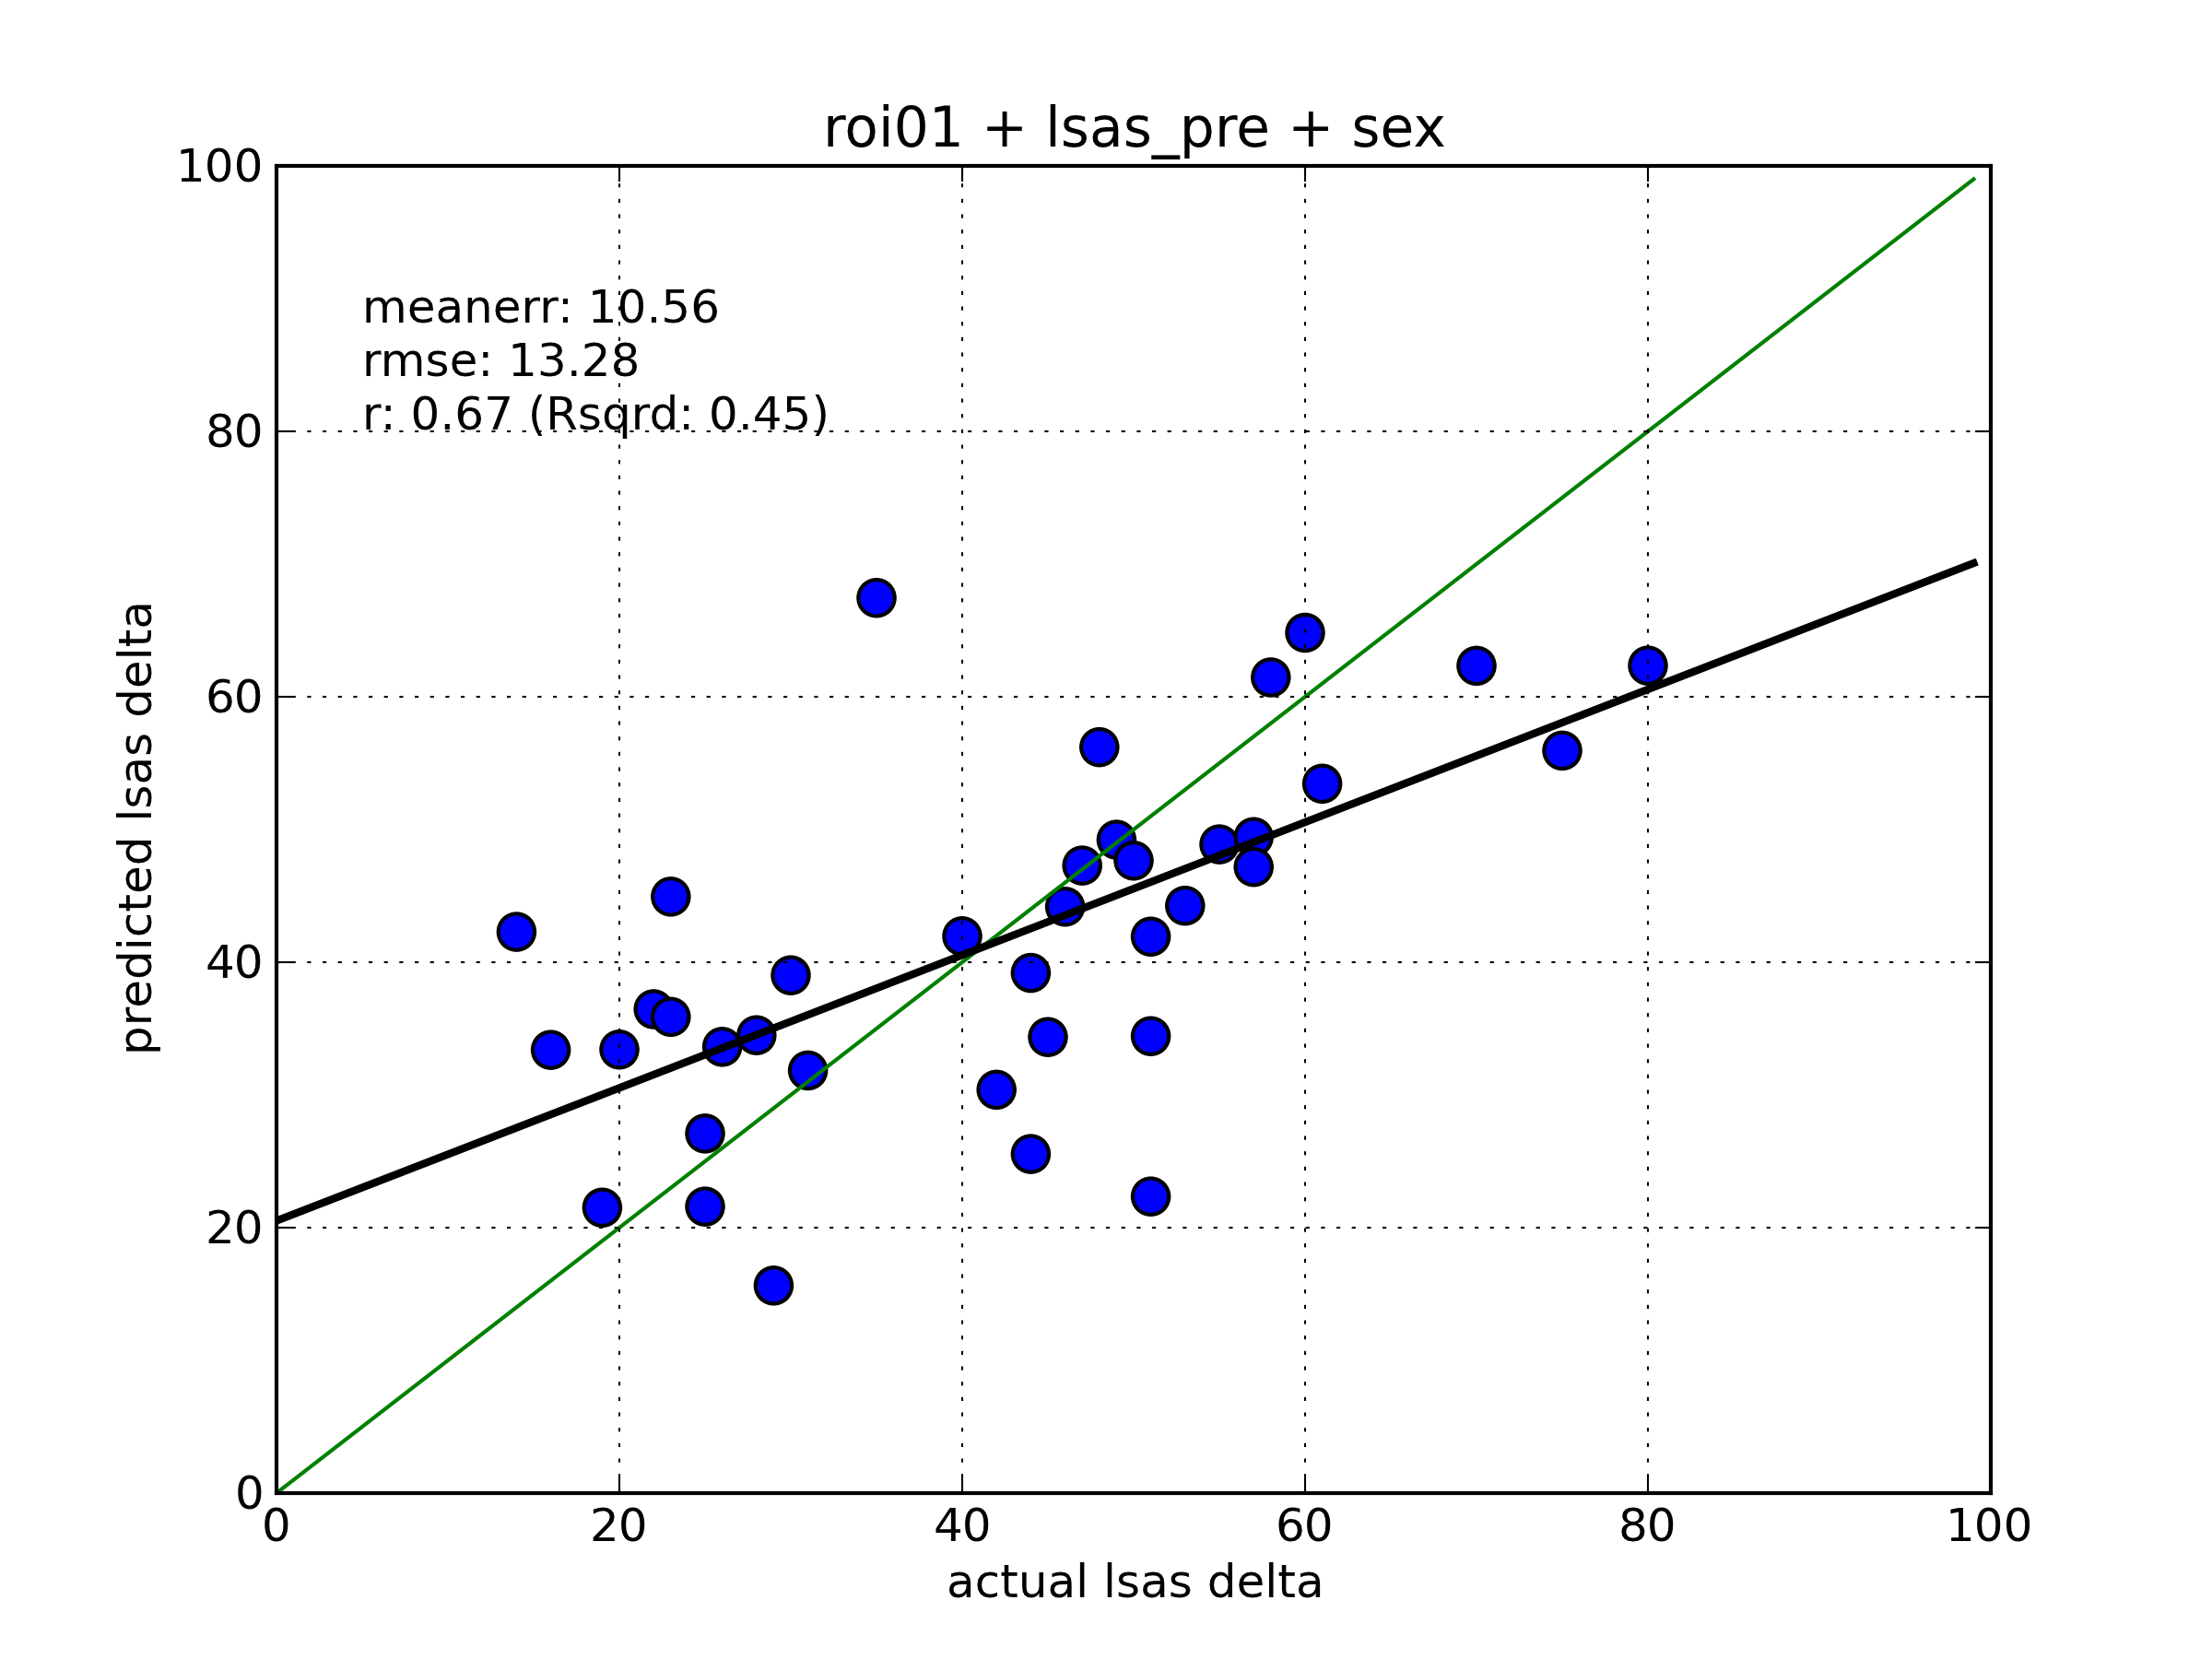 roi01 + lsas_pre + sex
100
80
60
40
20
0
meanerr: 10.56
rmse: 13.28
r: 0.67 (Rsqrd: 0.45)
predicted lsas delta
0
20
40
60
80
100
actual lsas delta